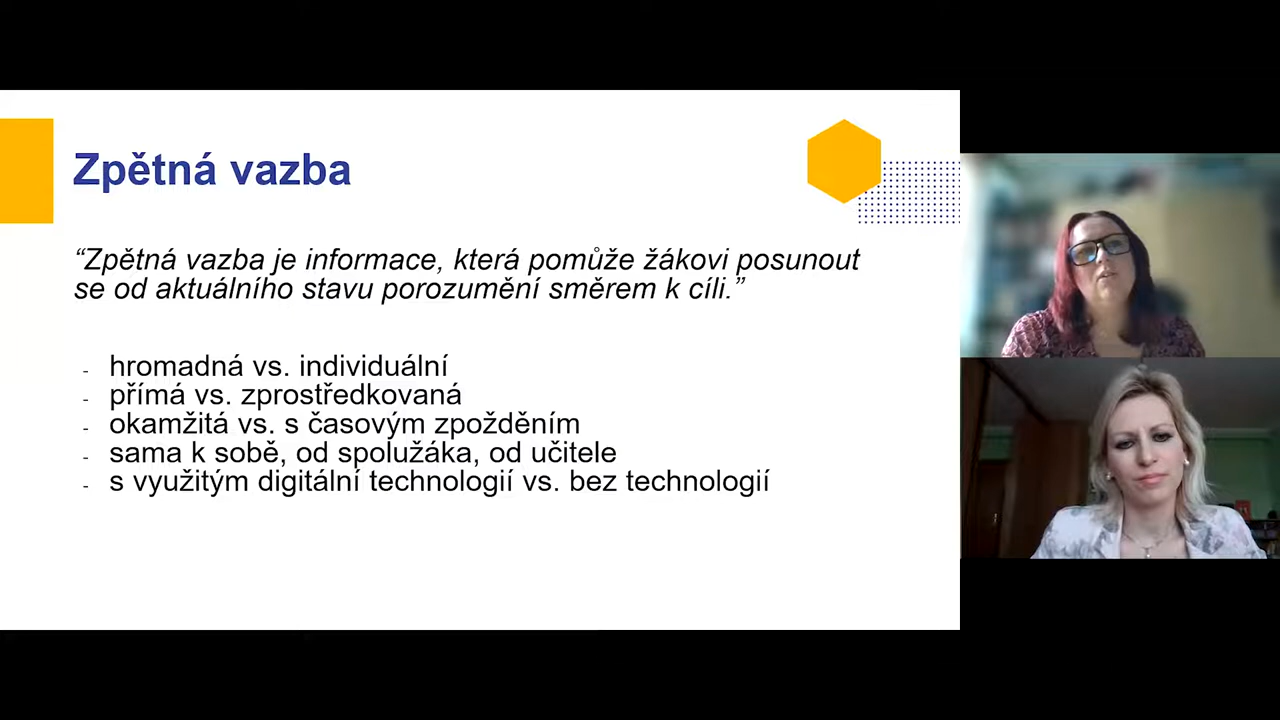 Zpětná vazba
“Zpětná vazba je informace, která pomůže žákovi posunout
se od aktuálního stavu porozumění směrem k cíli.”
- hromadná vs. individuální
- přímá vs. zprostředkovaná
- okamžitá vs. s časovým zpožděním
- sama k sobě, od spolužáka, od učitele
- s využitým digitální technologií vs. bez technologií